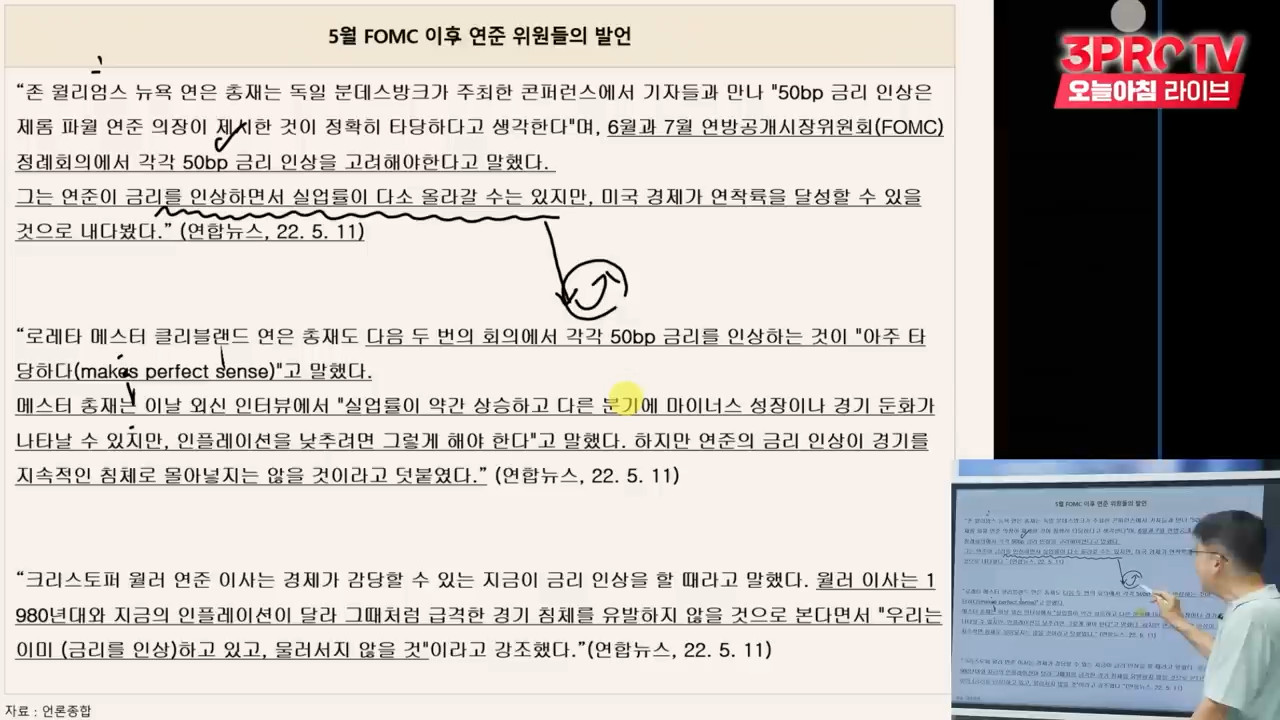 5월 FOMC 이후 연준 위원들의 발언
3PRO TV
오늘아침 라이브
“존 윌리엄스 뉴욕 연은 총재는 독일 분데스방크가 주최한 콘퍼런스에서 기자들과 만나 "50bp 금리 인상은
제롬 파월 연준 의장이 제시한 것이 정확히 타당하다고 생각한다"며, 6월과 7월 연방공개시장위원회(FOMC)
정례회의에서 각각 50bp 금리 인상을 고려해야한다고 말했다.
그는 연준이 금리를 인상하면서 실업률이 다소 올라갈 수는 있지만, 미국 경제가 연착륙을 달성할 수 있을
것으로 내다봤다.” (연합뉴스, 22. 5. 11)
“로레타 메스터 클리블랜드 연은 총재도 다음 두 번의 회의에서 각각 50bp 금리를 인상하는 것이 "아주 타
당하다(makes perfect sense)"고 말했다.
메스터 총재는 이날 외신 인터뷰에서 "실업률이 약간 상승하고 다른 분기에 마이너스 성장이나 경기 둔화가
나타날 수 있지만, 인플레이션을 낮추려면 그렇게 해야 한다"고 말했다. 하지만 연준의 금리 인상이 경기를
지속적인 침체로 몰아넣지는 않을 것이라고 덧붙였다.” (연합뉴스, 22. 5. 11)
“크리스토퍼 월러 연준 이사는 경제가 감당할 수 있는 지금이 금리 인상을 할 때라고 말했다. 월러 이사는 1
980년대와 지금의 인플레이션은 달라 그때처럼 급격한 경기 침체를 유발하지 않을 것으로 본다면서 "우리는
이미 (금리를 인상)하고 있고, 물러서지 않을 것"이라고 강조했다.”(연합뉴스, 22. 5. 11)
자료 : 언론종합
5월 FOMC 이후 연준 위원들의 발언